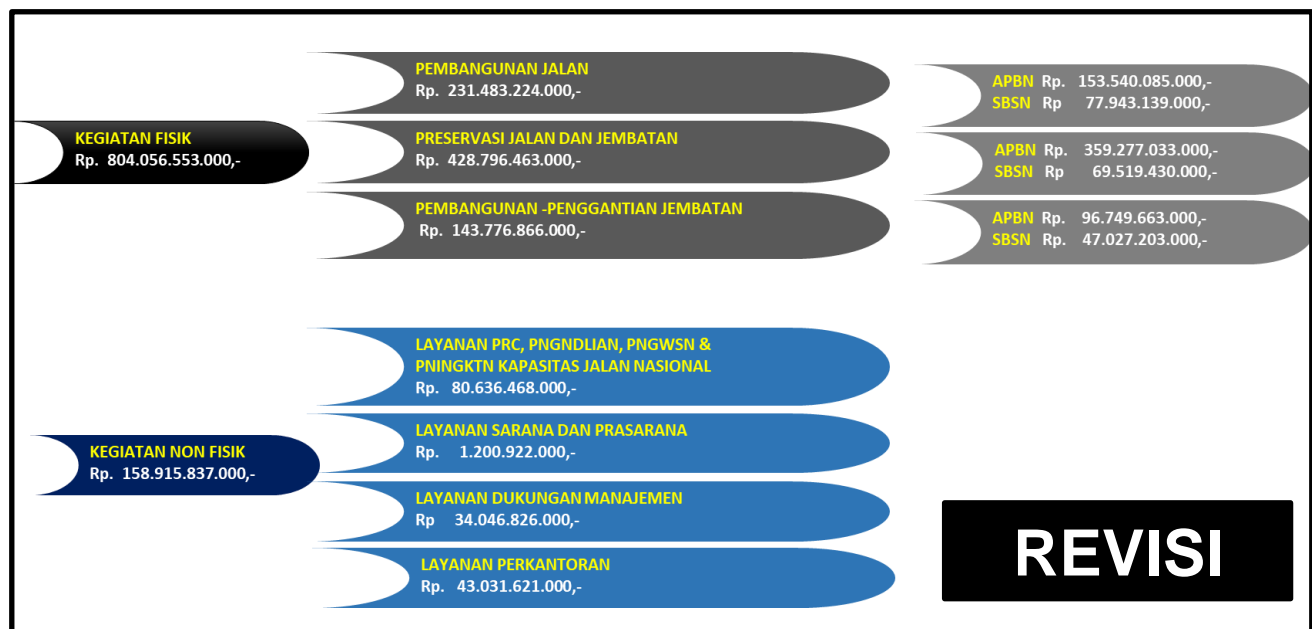 KEGIATAN FISIK
Rp. 804.056.553.000,-
PEMBANGUNAN JALAN
Rp. 231.483.224.000,-
APBN Rp. 153.540.085.000,-
SBSN Rp 77.943.139.000,-
PRESERVASI JALAN DAN JEMBATAN
Rp. 428.796.463.000,-
APBN Rp. 359.277.033.000,-
SBSN Rp 69.519.430.000,-
PEMBANGUNAN -PENGGANTIAN JEMBATAN
Rp. 143.776.866.000,-
APBN Rp. 96.749.663.000,-
SBSN Rp. 47.027.203.000,-
KEGIATAN NON FISIK
Rp. 158.915.837.000,-
LAYANAN PRC, PNGNDLIAN, PNGWSN &
PNINGKTN KAPASITAS JALAN NASIONAL
Rp. 80.636.468.000,-
LAYANAN SARANA DAN PRASARANA
Rp. 1.200.922.000,-
LAYANAN DUKUNGAN MANAJEMEN
Rp 34.046.826.000,-
LAYANAN PERKANTORAN
Rp. 43.031.621.000,-
REVISI